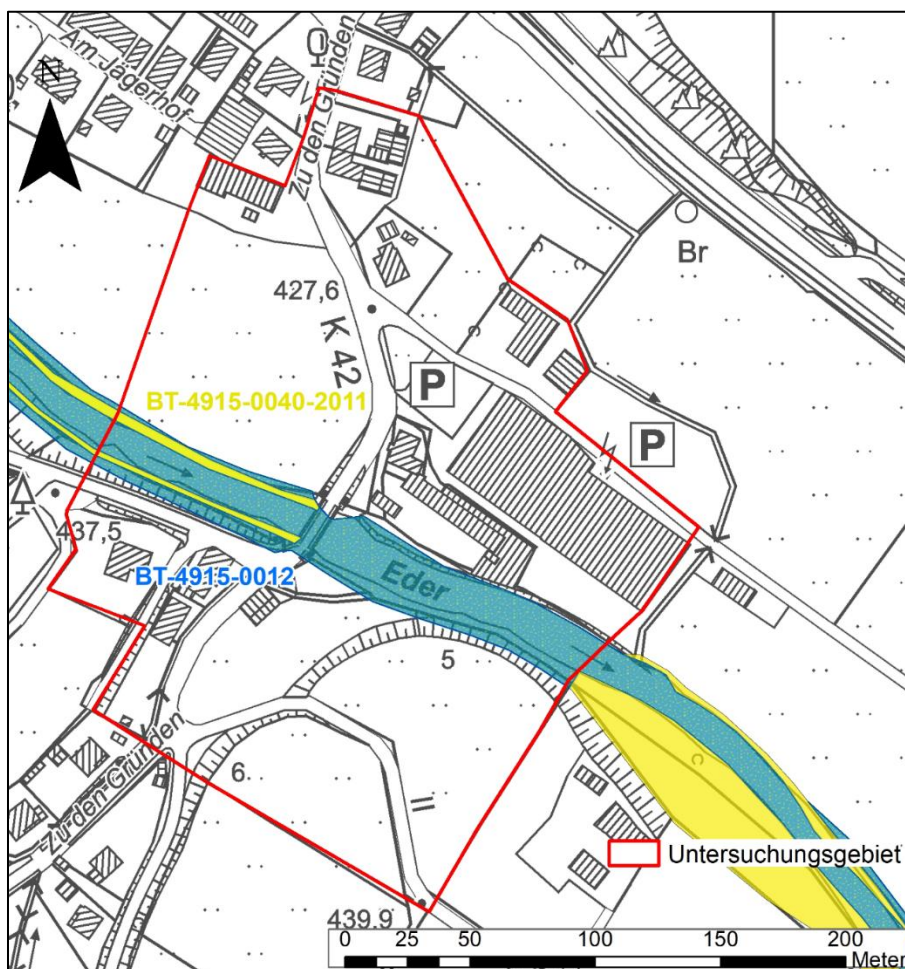 Am Jägerhof
N
Zu den Gründen
Br
427,6
K 42
P
BT-4915-0040-2011
P
437,5
BT-4915-0012
Eder
5
Zu den Gründen
6
II
Untersuchungsgebiet
439,9
0 25 50 100 150 200
Meter